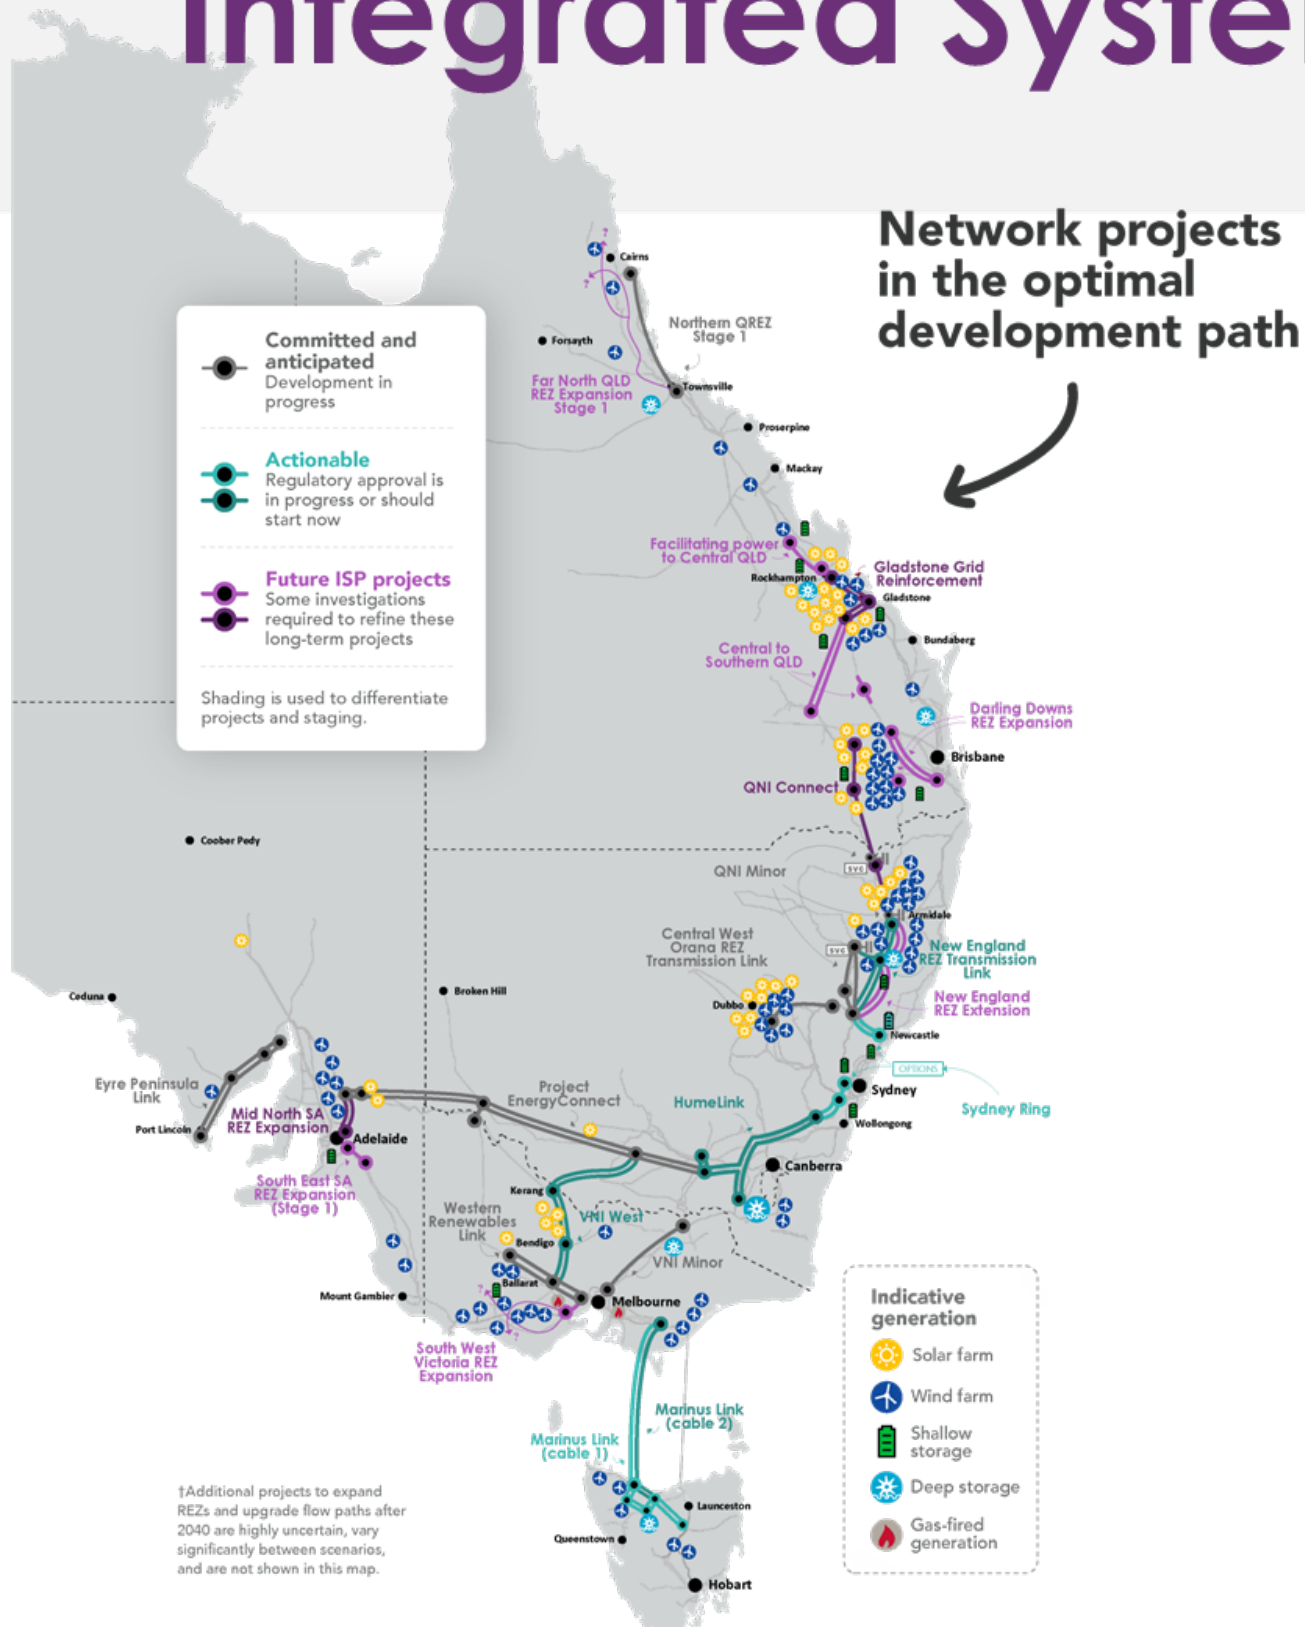 Integrated Syste
Network projects
in the optimal
development path
Committed and
anticipated
Development in
progress
Actionable
Regulatory approval is
in progress or should
start now
Future ISP projects
Some investigations
required to refine these
long-term projects
Shading is used to differentiate
projects and staging.
?
Cairns
?
Northern QREZ
Stage 1
Forsayth
Far North QLD
REZ Expansion
Stage 1
Townsville
Proserpine
Mackay
Facilitating power
to Central QLD
Rockhampton
Gladstone Grid
Reinforcement
Gladstone
Bundaberg
Central to
Southern QLD
Darling Downs
REZ Expansion
Brisbane
QNI Connect
Coober Pedy
QNI Minor
SVC
Armidale
Central West
Orana REZ
Transmission Link
SVC
New England
REZ Transmission
Link
New England
REZ Extension
Ceduna
Broken Hill
Dubbo
Newcastle
OPTIONS
Sydney
Sydney Ring
Eyre Peninsula
Link
Project
EnergyConnect
HumeLink
Mid North SA
REZ Expansion
Port Lincoln
Adelaide
Wollongong
Canberra
South East SA
REZ Expansion
(Stage 1)
Kerang
Western
Renewables
Link
VNI West
Bendigo
VNI Minor
Ballarat
?
Mount Gambier
Melbourne
?
South West
Victoria REZ
Expansion
Marinus Link
(cable 2)
Marinus Link
(cable 1)
Launceston
Queenstown
Hobart
Indicative
generation
Solar farm
Wind farm
Shallow
storage
Deep storage
Gas-fired
generation
†Additional projects to expand
REZs and upgrade flow paths after
2040 are highly uncertain, vary
significantly between scenarios,
and are not shown in this map.